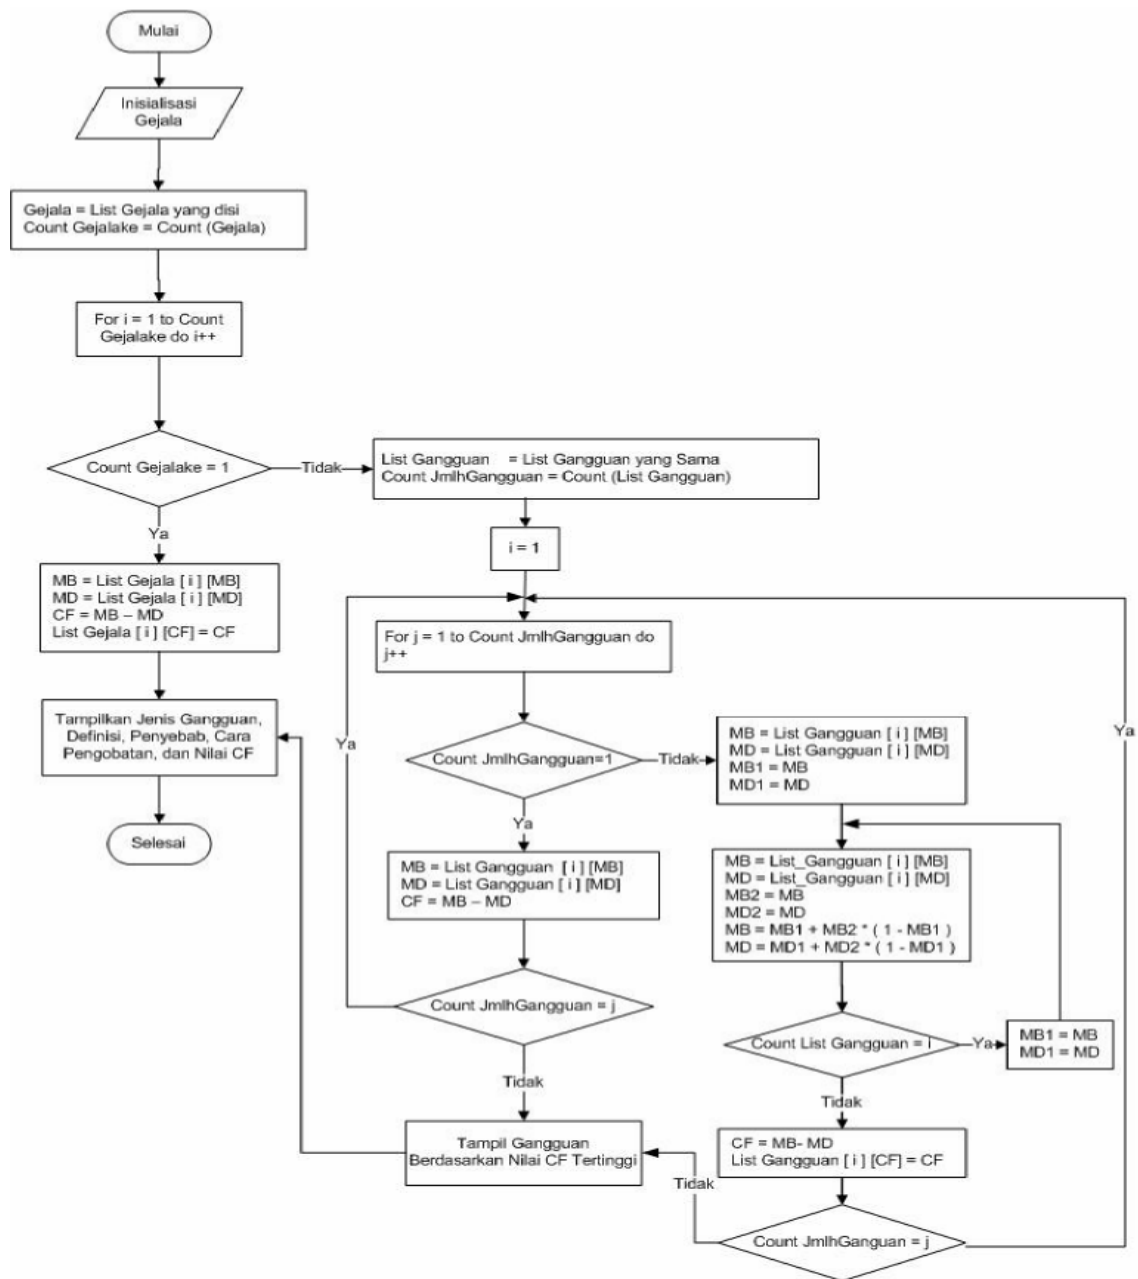 Mulai
Inisialisasi
Gejala
Gejala = List Gejala yang disi
Count Gejalake = Count (Gejala)
For i = 1 to Count
Gejalake do i++
Count Gejalake = 1
Tidak
List Gangguan = List Gangguan yang Sama
Count JmlhGangguan = Count (List Gangguan)
Ya
i = 1
MB = List Gejala [ i ] [MB]
MD = List Gejala [ i ] [MD]
CF = MB – MD
List Gejala [ i ] [CF] = CF
For j = 1 to Count JmlhGangguan do
j++
Tampilkan Jenis Gangguan,
Definisi, Penyebab, Cara
Pengobatan, dan Nilai CF
Selesai
Ya
Count JmlhGangguan=1
Tidak
MB = List Gangguan [ i ] [MB]
MD = List Gangguan [ i ] [MD]
MB1 = MB
MD1 = MD
Ya
Ya
MB = List Gangguan [ i ] [MB]
MD = List Gangguan [ i ] [MD]
CF = MB – MD
MB = List_Gangguan [ i ] [MB]
MD = List_Gangguan [ i ] [MD]
MB2 = MB
MD2 = MD
MB = MB1 + MB2 * ( 1 - MB1 )
MD = MD1 + MD2 * ( 1 - MD1 )
Count JmlhGangguan = j
Count List Gangguan = i
Ya
MB1 = MB
MD1 = MD
Tidak
Tidak
Tampil Gangguan
Berdasarkan Nilai CF Tertinggi
CF = MB- MD
List Gangguan [ i ] [CF] = CF
Tidak
Count JmlhGanguan = j